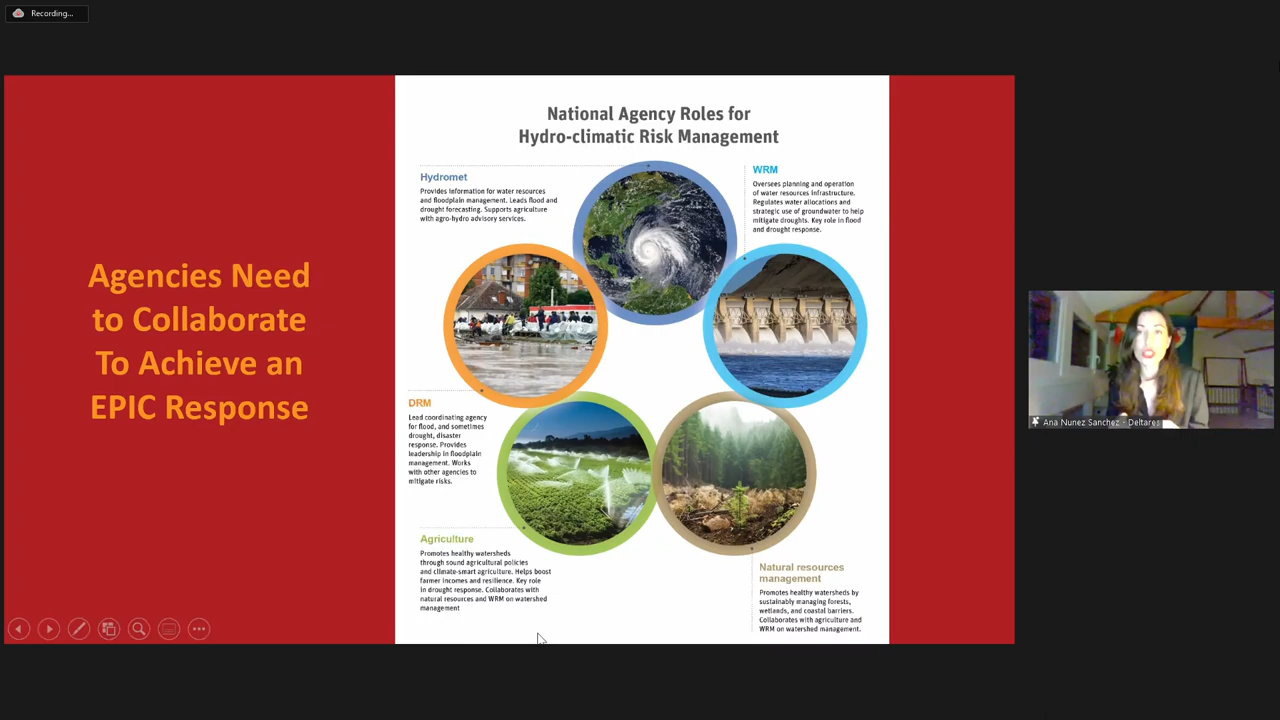 Recording...
Agencies Need
to Collaborate
To Achieve an
EPIC Response
National Agency Roles for
Hydro-climatic Risk Management
Hydromet
Provides information for water resources
and floodplain management. Leads flood and
drought forecasting. Supports agriculture
with agro-hydro advisory services.
WRM
Oversees planning and operation
of water resources infrastructure.
Regulates water allocations and
strategic use of groundwater to help
mitigate droughts. Key role in flood
and drought response.
DRM
Lead coordinating agency
for flood, and sometimes
drought, disaster
response. Provides
leadership in floodplain
management. Works
with other agencies to
mitigate risks.
Agriculture
Promotes healthy watersheds
through sound agricultural policies
and climate-smart agriculture. Helps boost
farmer incomes and resilience. Key role
in drought response. Collaborates with
natural resources and WRM on watershed
management
Natural resources
management
Promotes healthy watersheds by
sustainably managing forests,
wetlands, and coastal barriers.
Collaborates with agriculture and
WRM on watershed management.
Ana Nunez Sanchez - Deltares